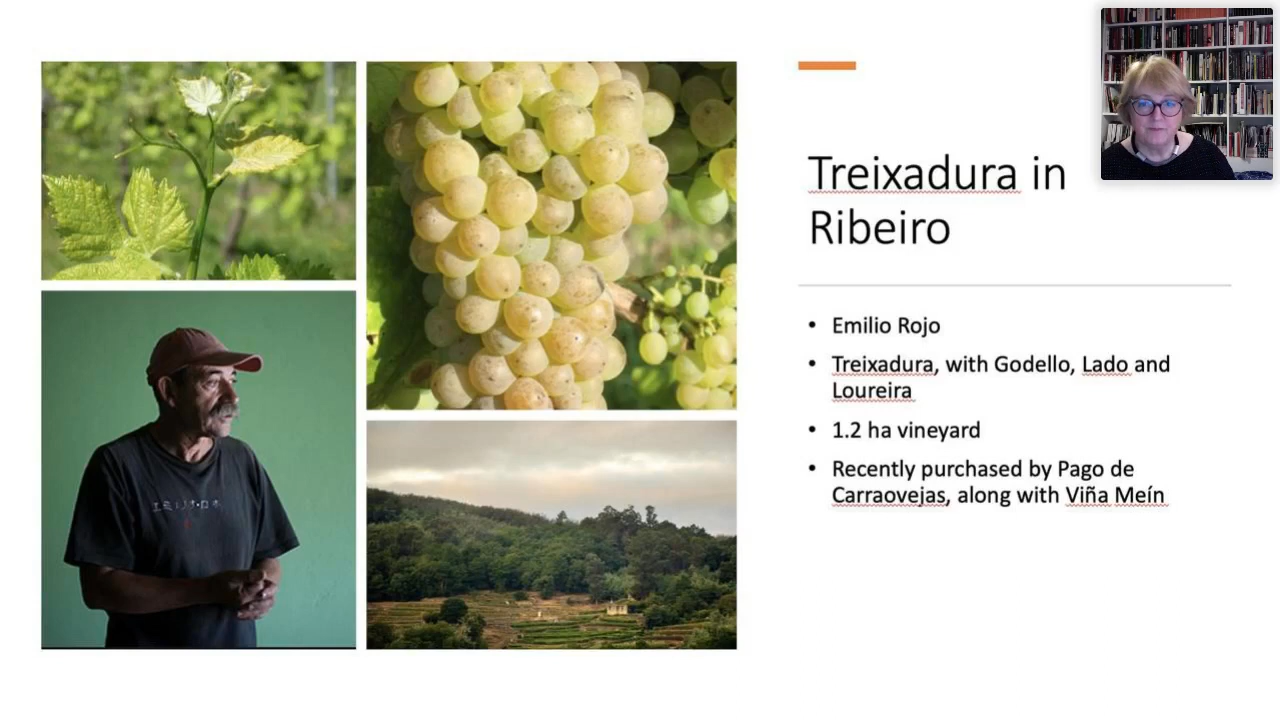 Treixadura in
Ribeiro
• Emilio Rojo
• Treixadura, with Godello, Lado and
Loureira
• 1.2 ha vineyard
• Recently purchased by Pago de
Carraovejas, along with Viña Meín